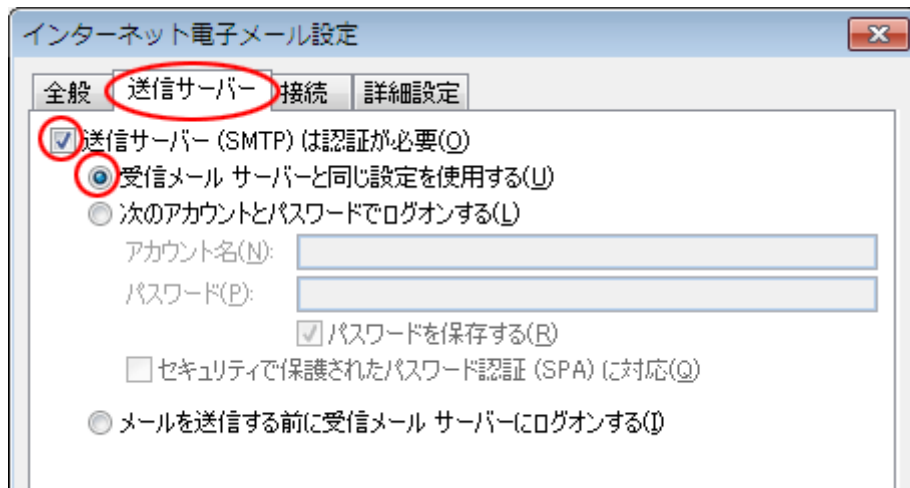 インターネット電子メール設定
全般 送信サーバー 接続 詳細設定
送信サーバー (SMTP) は認証が必要(O)
受信メール サーバーと同じ設定を使用する(U)
次のアカウントとパスワードでログオンする(L)
アカウント名(N):
パスワード(P):
パスワードを保存する(R)
セキュリティで保護されたパスワード認証 (SPA) に対応(Q)
メールを送信する前に受信メール サーバーにログオンする(I)